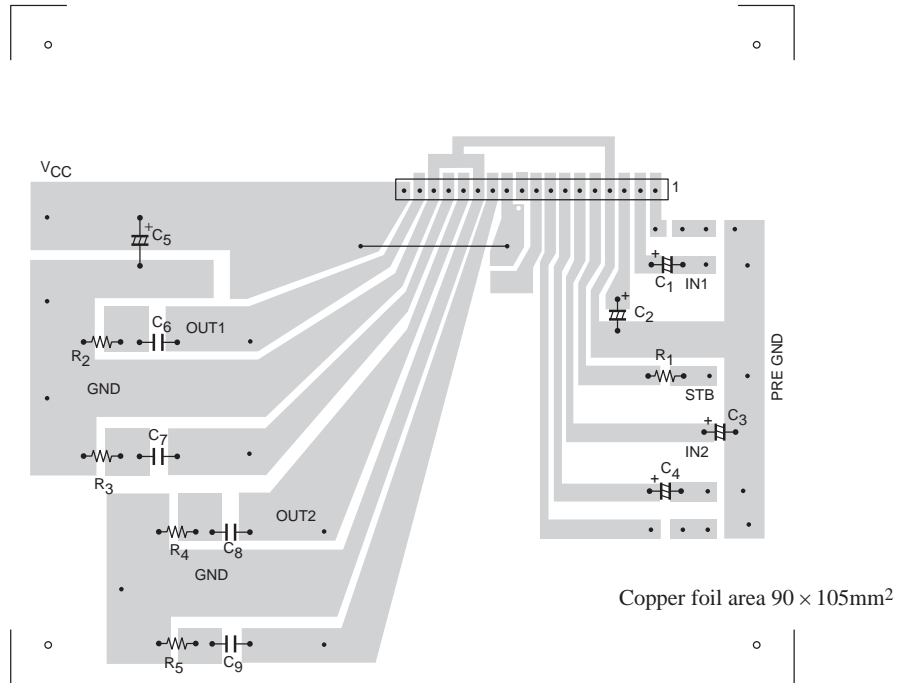 VCC
1
C5
C1
IN1
C2
C6
OUT1
R2
R1
GND
STB
PRE GND
C3
C7
IN2
R3
C4
OUT2
R4
C8
GND
Copper foil area 90 × 105mm²
R5
C9